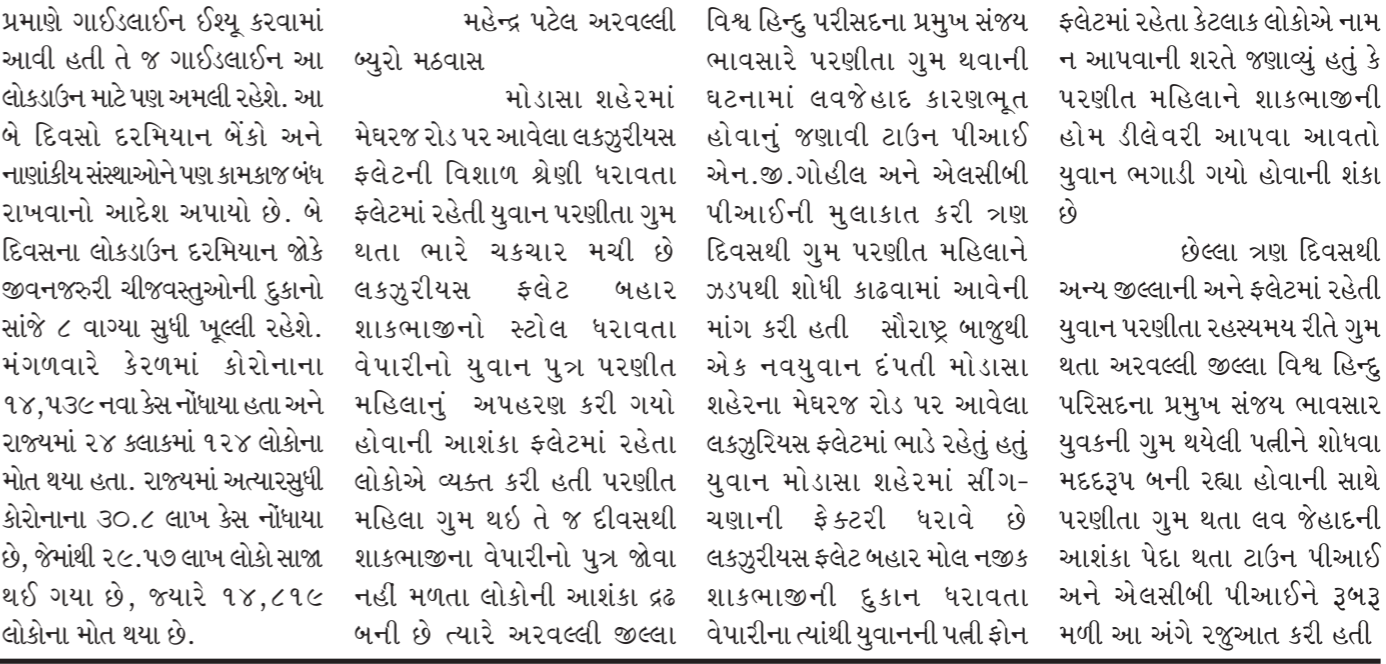 પ્રમાણે ગાઈડલાઈન ઈશ્યૂ કરવામાં
આવી હતી તે જ ગાઈડલાઈન આ
લોકડાઉન માટે પણ અમલી રહેશે. આ
બે દિવસો દરમિયાન બેંકો અને
નાણાંકીય સંસ્થાઓને પણ કામકાજ બંધ
રાખવાનો આદેશ અપાયો છે. બે
દિવસના લોકડાઉન દરમિયાન જોકે
જીવનજરુરી ચીજવસ્તુઓની દુકાનો
સાંજે ૮ વાગ્યા સુધી ખૂલ્લી રહેશે.
મંગળવારે કેરળમાં કોરોનાના
૧૪,૫૩૯ નવા કેસ નોંધાયા હતા અને
રાજ્યમાં ૨૪ ક્લાકમાં ૧૨૪ લોકોના
મોત થયા હતા. રાજ્યમાં અત્યારસુધી
કોરોનાના ૩૦.૮ લાખ કેસ નોંધાયા
છે, જેમાંથી ૨૯.૫૭ લાખ લોકો સાજા
થઈ ગયા છે, જ્યારે ૧૪,૮૧૯
લોકોના મોત થયા છે.
મહેન્દ્ર પટેલ અરવલ્લી
બ્યુરો મઠવાસ
મોડાસા શહેરમાં
મેઘરજ રોડ પર આવેલા લકઝુરીયસ
ફ્લેટની વિશાળ શ્રેણી ધરાવતા
ફ્લેટમાં રહેતી યુવાન પરણીતા ગુમ
થતા ભારે ચકચાર મચી છે
લકઝુરીયસ ફ્લેટ બહાર
શાકભાજીનો સ્ટોલ ધરાવતા
વેપારીનો યુવાન પુત્ર પરણીત
મહિલાનું અપહરણ કરી ગયો
હોવાની આશંકા ફ્લેટમાં રહેતા
લોકોએ વ્યક્ત કરી હતી પરણીત
મહિલા ગુમ થઇ તે જ દીવસથી
શાકભાજીના વેપારીનો પુત્ર જોવા
નહીં મળતા લોકોની આશંકા દ્રઢ
બની છે ત્યારે અરવલ્લી જીલ્લા
વિશ્વ હિન્દુ પરીસદના પ્રમુખ સંજય
ભાવસારે પરણીતા ગુમ થવાની
ઘટનામાં લવજેહાદ કારણભૂત
હોવાનું જણાવી ટાઉન પીઆઈ
એન.જી.ગોહીલ અને એલસીબી
પીઆઈની મુલાકાત કરી ત્રણ
દિવસથી ગુમ પરણીત મહિલાને
ઝડપથી શોધી કાઢવામાં આવેની
માંગ કરી હતી સૌરાષ્ટ્ર બાજુથી
એક નવયુવાન દંપતી મોડાસા
શહેરના મેઘરજ રોડ પર આવેલા
લકઝુરિયસ ફ્લેટમાં ભાડે રહેતું હતું
યુવાન મોડાસા શહેરમાં સીંગ-
ચણાની ફેક્ટરી ધરાવે છે
લકઝુરીયસ ફ્લેટ બહાર મોલ નજીક
શાકભાજીની દુકાન ધરાવતા
વેપારીના ત્યાંથી યુવાનની પત્ની ફોન
ફ્લેટમાં રહેતા કેટલાક લોકોએ નામ
ન આપવાની શરતે જણાવ્યું હતું કે
પરણીત મહિલાને શાકભાજીની
હોમ ડીલેવરી આપવા આવતો
યુવાન ભગાડી ગયો હોવાની શંકા
છે
છેલ્લા ત્રણ દિવસથી
અન્ય જીલ્લાની અને ફ્લેટમાં રહેતી
યુવાન પરણીતા રહસ્યમય રીતે ગુમ
થતા અરવલ્લી જીલ્લા વિશ્વ હિન્દુ
પરિસદના પ્રમુખ સંજય ભાવસાર
યુવકની ગુમ થયેલી પત્નીને શોધવા
મદદરૂપ બની રહ્યા હોવાની સાથે
પરણીતા ગુમ થતા લવ જેહાદની
આશંકા પેદા થતા ટાઉન પીઆઈ
અને એલસીબી પીઆઈને રૂબરૂ
મળી આ અંગે રજુઆત કરી હતી